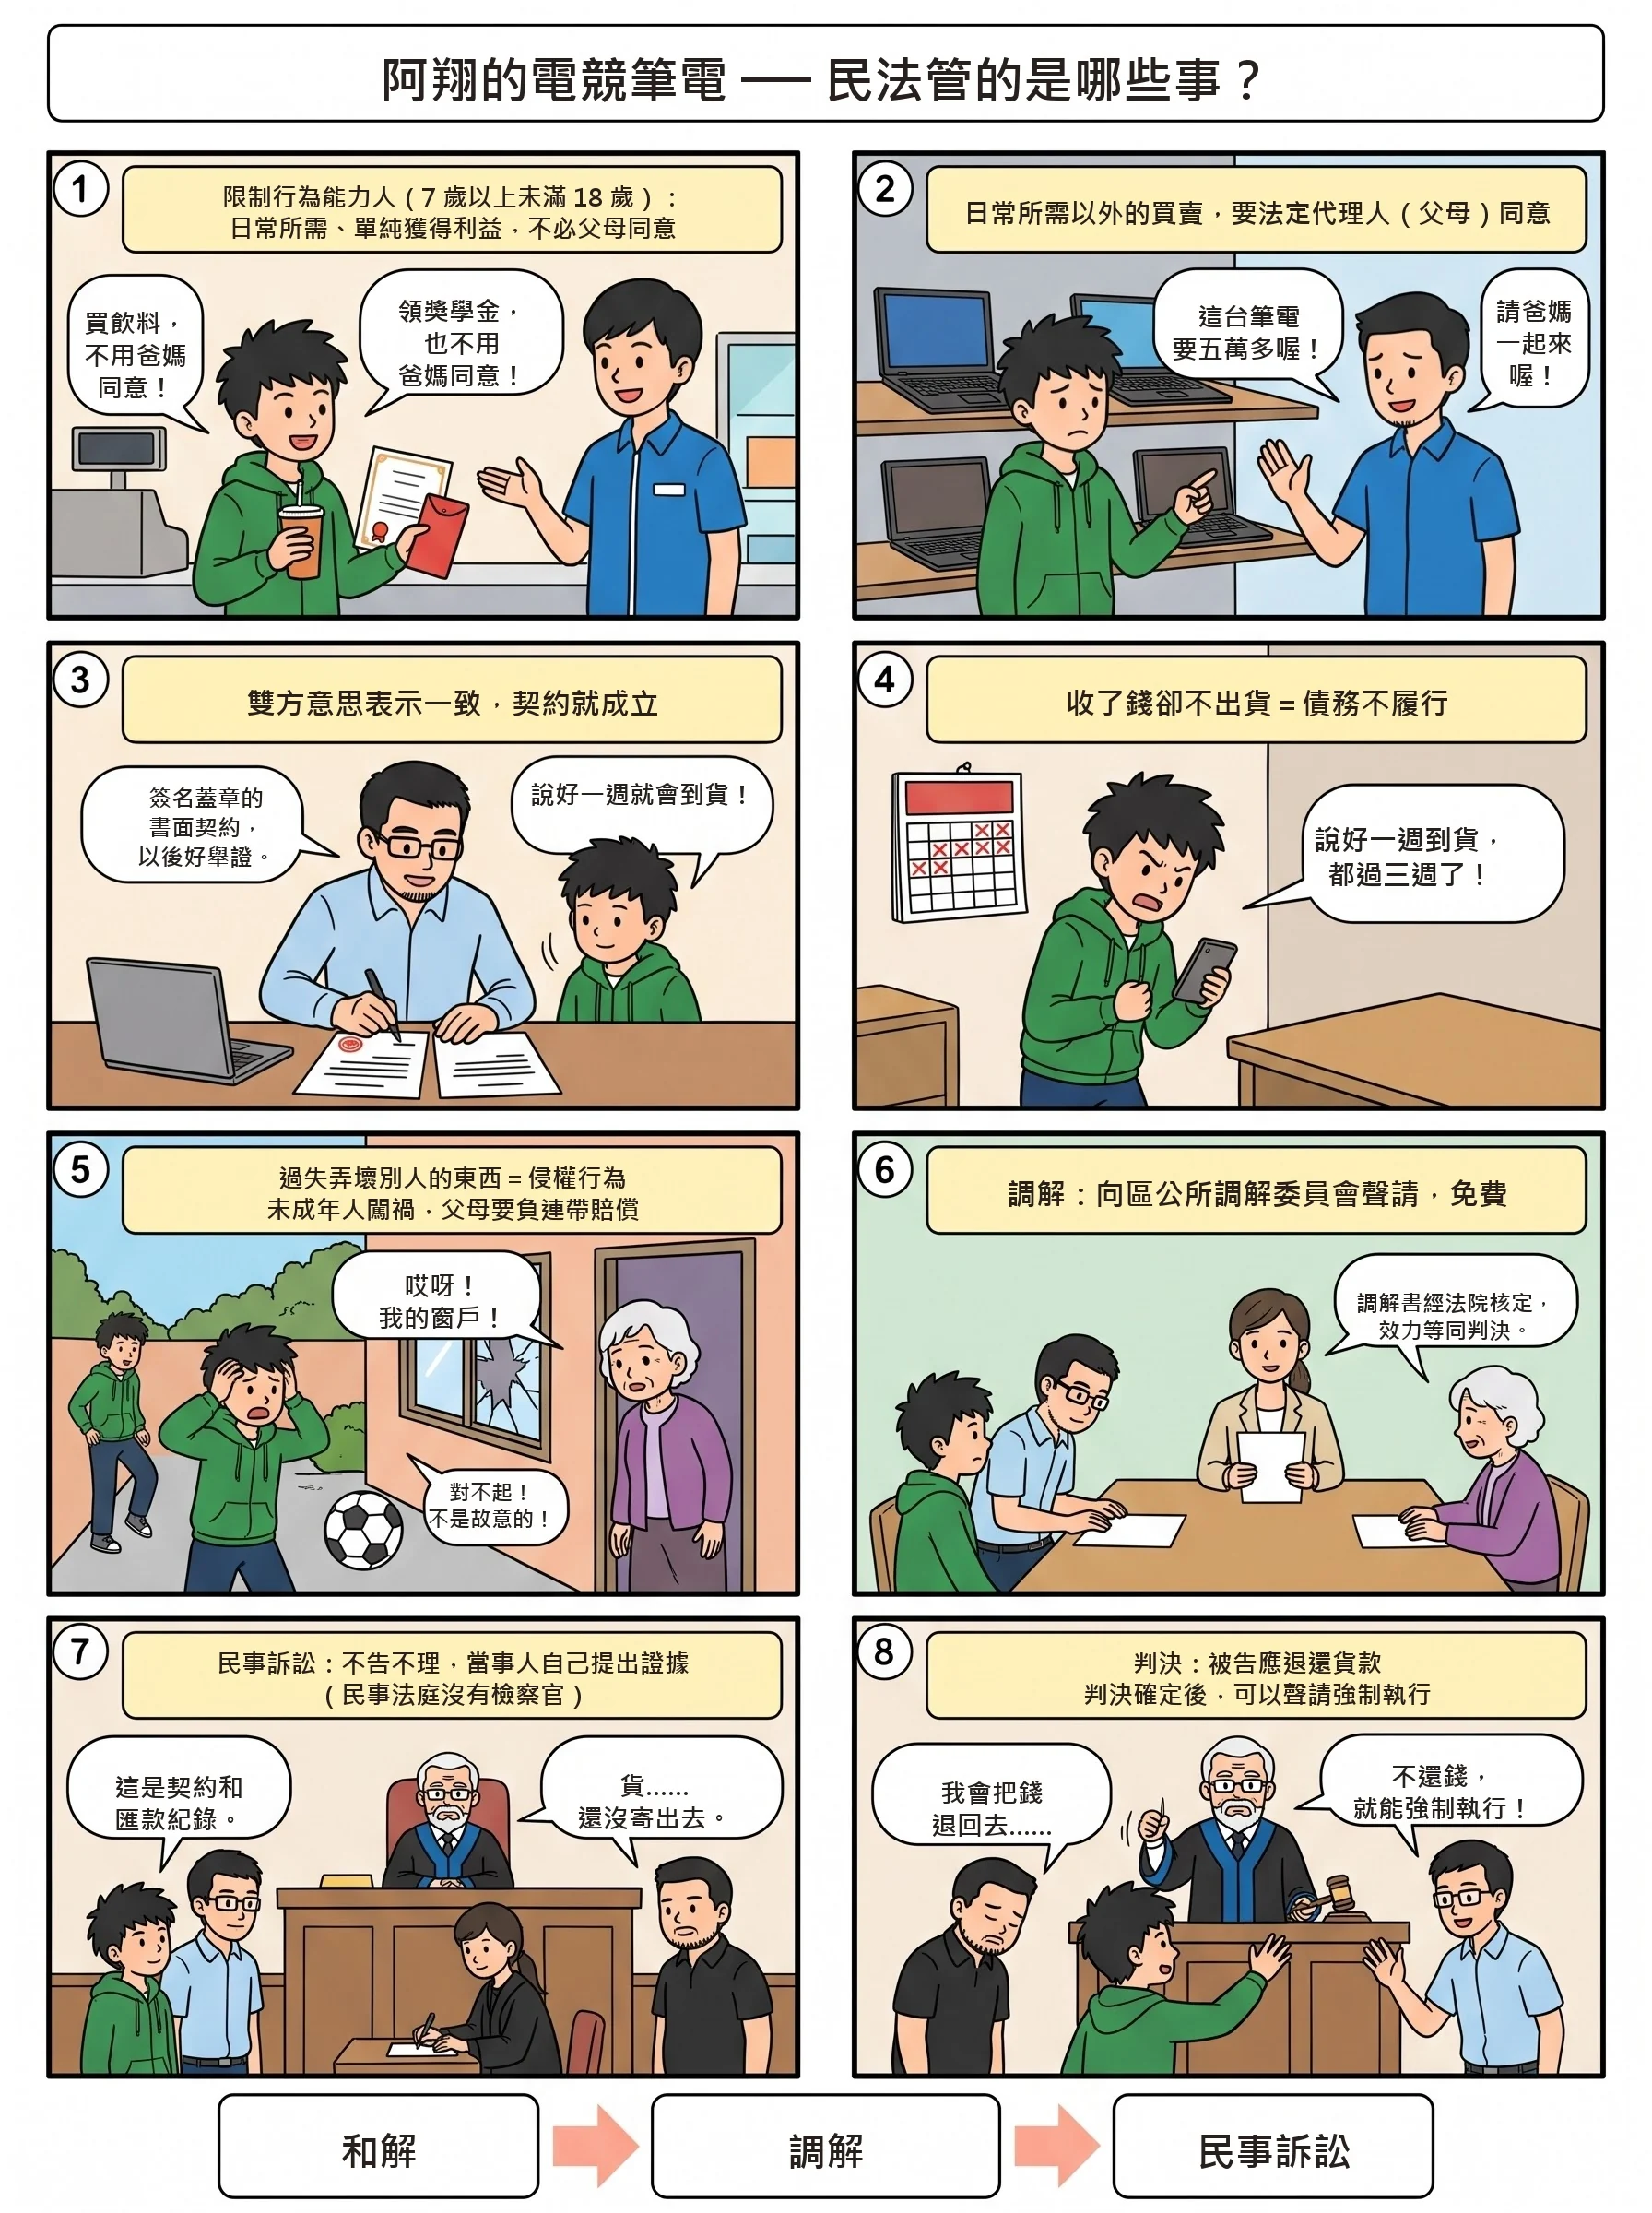 阿翔的電競筆電 — 民法管的是哪些事？
1
限制行為能力人（7 歲以上未滿 18 歲）：
日常所需、單純獲得利益，不必父母同意
買飲料，
不用爸媽
同意！
領獎學金，
也不用
爸媽同意！
2
日常所需以外的買賣，要法定代理人（父母）同意
這台筆電
要五萬多喔！
請爸媽
一起來
喔！
3
雙方意思表示一致，契約就成立
簽名蓋章的
書面契約，
以後好舉證。
說好一週就會到貨！
4
收了錢卻不出貨＝債務不履行
說好一週到貨，
都過三週了！
5
過失弄壞別人的東西＝侵權行為
未成年人闖禍，父母要負連帶賠償
哎呀！
我的窗戶！
對不起！
不是故意的！
6
調解：向區公所調解委員會聲請，免費
調解書經法院核定，
效力等同判決。
7
民事訴訟：不告不理，當事人自己提出證據
（民事法庭沒有檢察官）
這是契約和
匯款紀錄。
貨……
還沒寄出去。
8
判決：被告應退還貨款
判決確定後，可以聲請強制執行
我會把錢
退回去……
不還錢，
就能強制執行！
和解
調解
民事訴訟